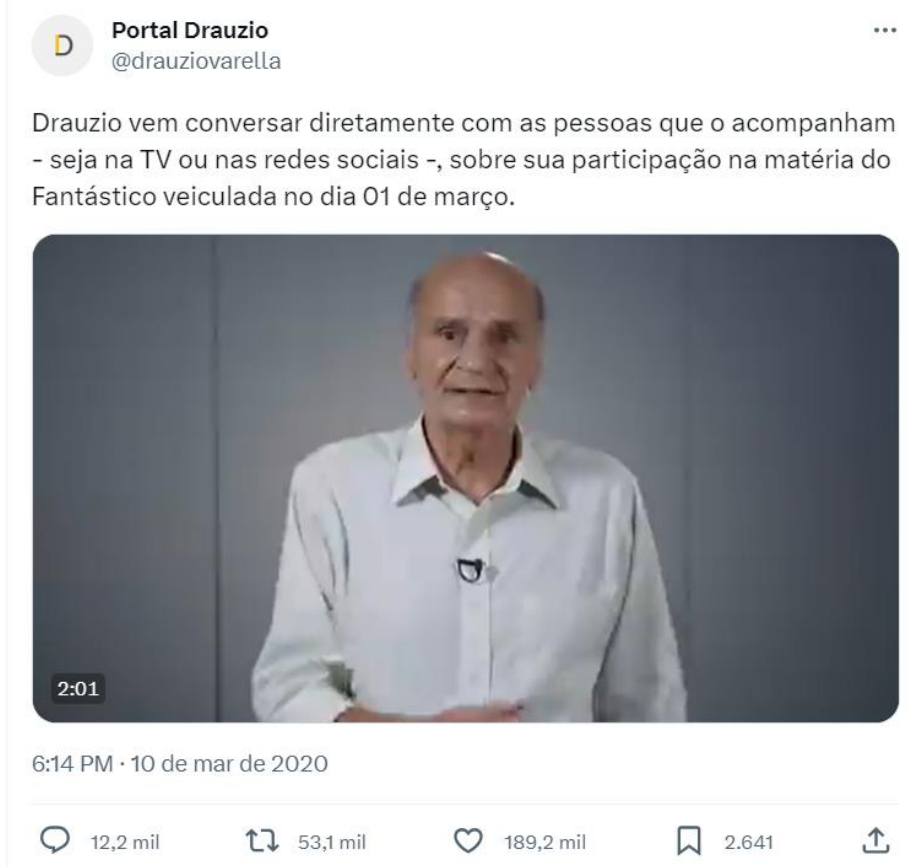 D
Portal Drauzio
@drauziovarella
Drauzio vem conversar diretamente com as pessoas que o acompanham
- seja na TV ou nas redes sociais -, sobre sua participação na matéria do
Fantástico veiculada no dia 01 de março.
2:01
6:14 PM · 10 de mar de 2020
12,2 mil 53,1 mil 189,2 mil 2.641